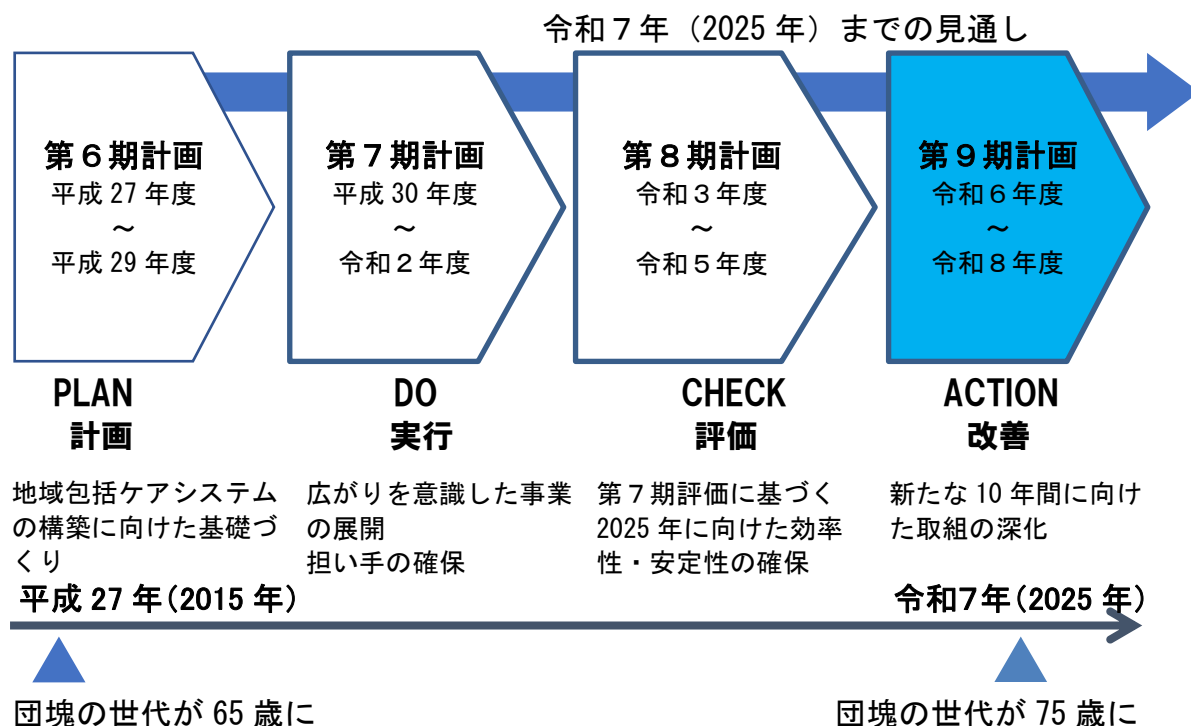 令和７年（2025 年）までの見通し
第６期計画
平成 27 年度
～
平成 29 年度
第７期計画
平成 30 年度
～
令和２年度
第８期計画
令和３年度
～
令和５年度
第９期計画
令和６年度
～
令和８年度
PLAN
計画
DO
実行
CHECK
評価
ACTION
改善
地域包括ケアシステム
の構築に向けた基礎づ
くり
広がりを意識した事業
の展開
担い手の確保
第７期評価に基づく
2025 年に向けた効率
性・安定性の確保
新たな 10 年間に向け
た取組の深化
平成 27 年（2015 年）
令和７年（2025 年）
団塊の世代が 65 歳に
団塊の世代が 75 歳に